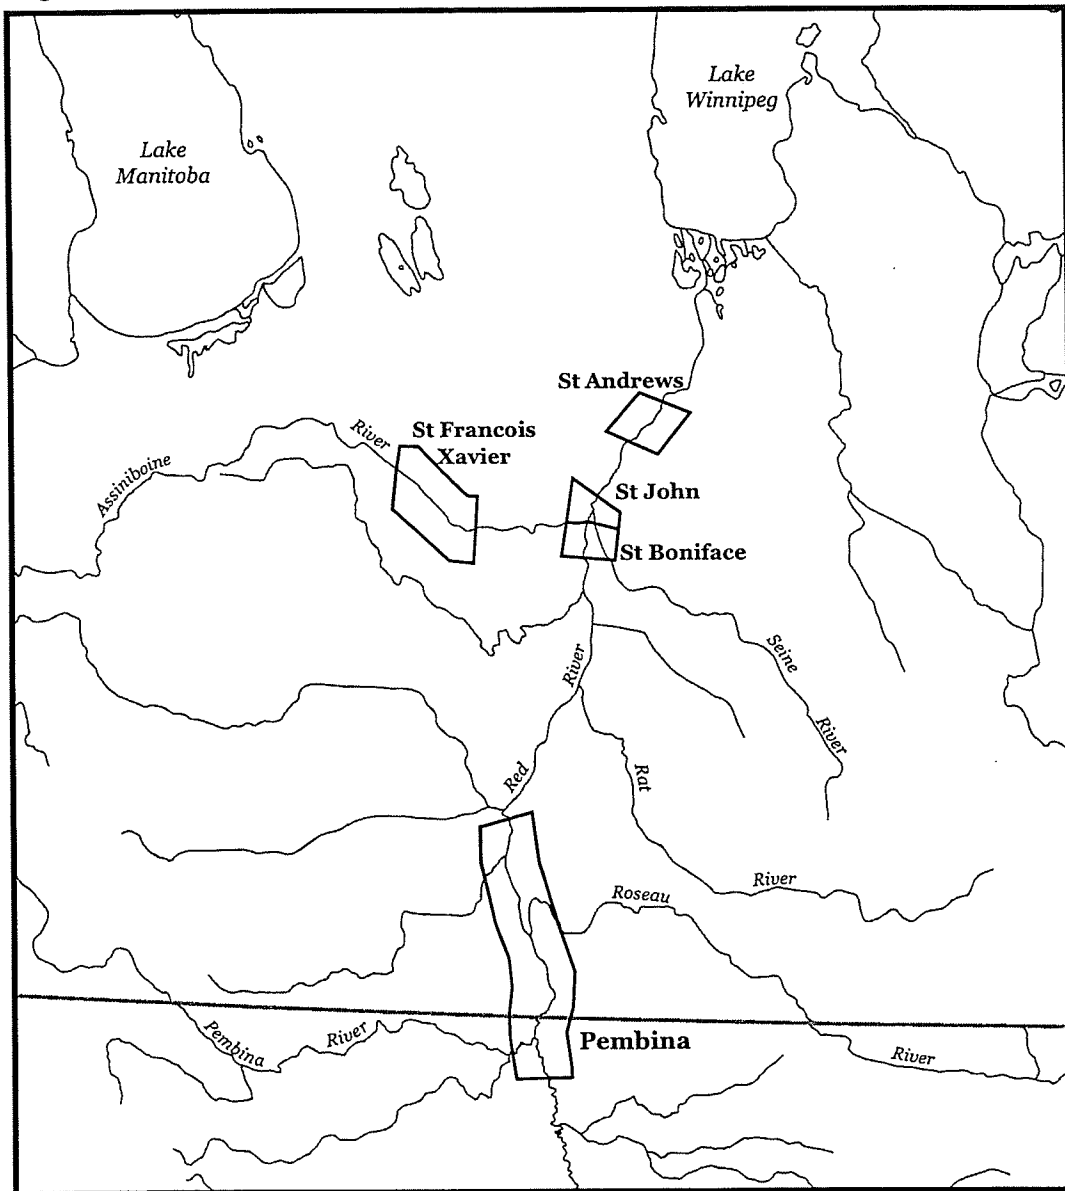 Lake
Winnipeg
Lake
Manitoba
St Andrews
River
St Francois
Xavier
Assiniboine
St John
St Boniface
Seine
River
River
Red
Rat
River
Roseau
Pembina
River
Pembina
River